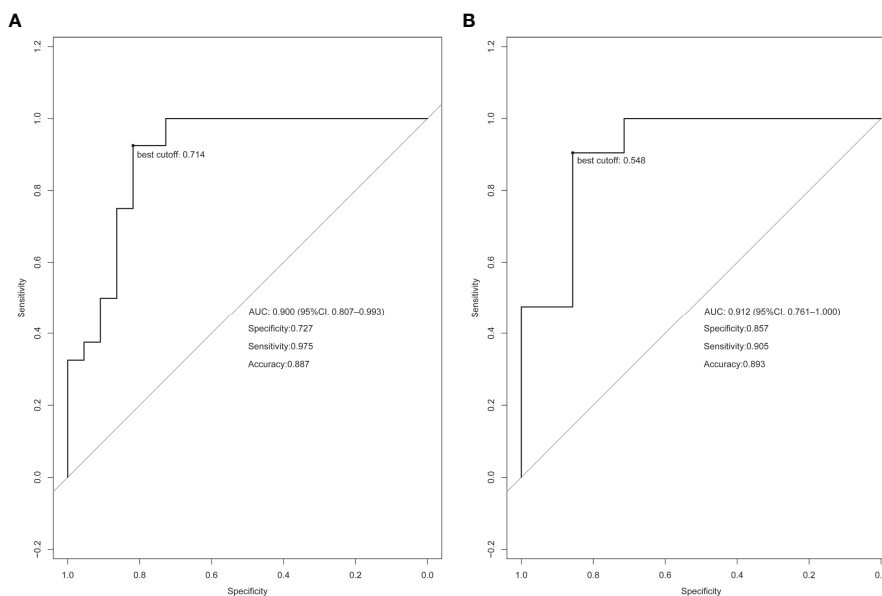 A
1.2
1.0
0.8
0.6
0.4
0.2
0.0
−0.2
Sensitivity
best cutoff: 0.714
AUC: 0.900 (95%CI. 0.807–0.993)
Specificity:0.727
Sensitivity:0.975
Accuracy:0.887
1.0 0.8 0.6 0.4 0.2 0.0
Specificity
B
1.2
1.0
0.8
0.6
0.4
0.2
0.0
−0.2
Sensitivity
best cutoff: 0.548
AUC: 0.912 (95%CI. 0.761–1.000)
Specificity:0.857
Sensitivity:0.905
Accuracy:0.893
1.0 0.8 0.6 0.4 0.2 0.0
Specificity